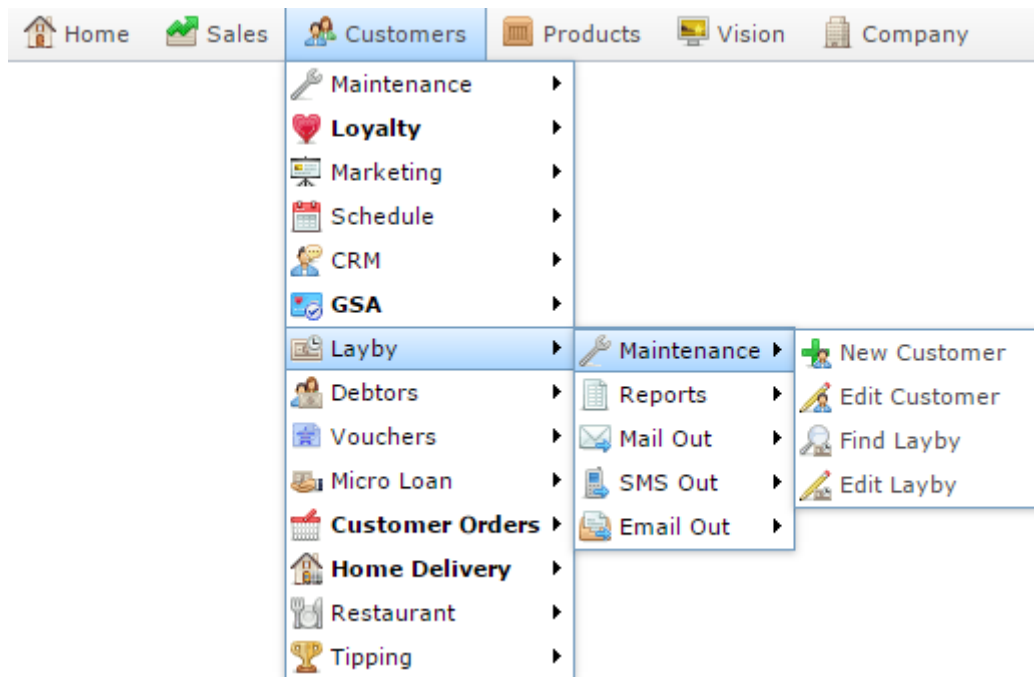 Home Sales Customers Products Vision Company
Maintenance
Loyalty
Marketing
Schedule
CRM
GSA
Layby
Debtors
Vouchers
Micro Loan
Customer Orders
Home Delivery
Restaurant
Tipping
Maintenance
Reports
Mail Out
SMS Out
Email Out
New Customer
Edit Customer
Find Layby
Edit Layby